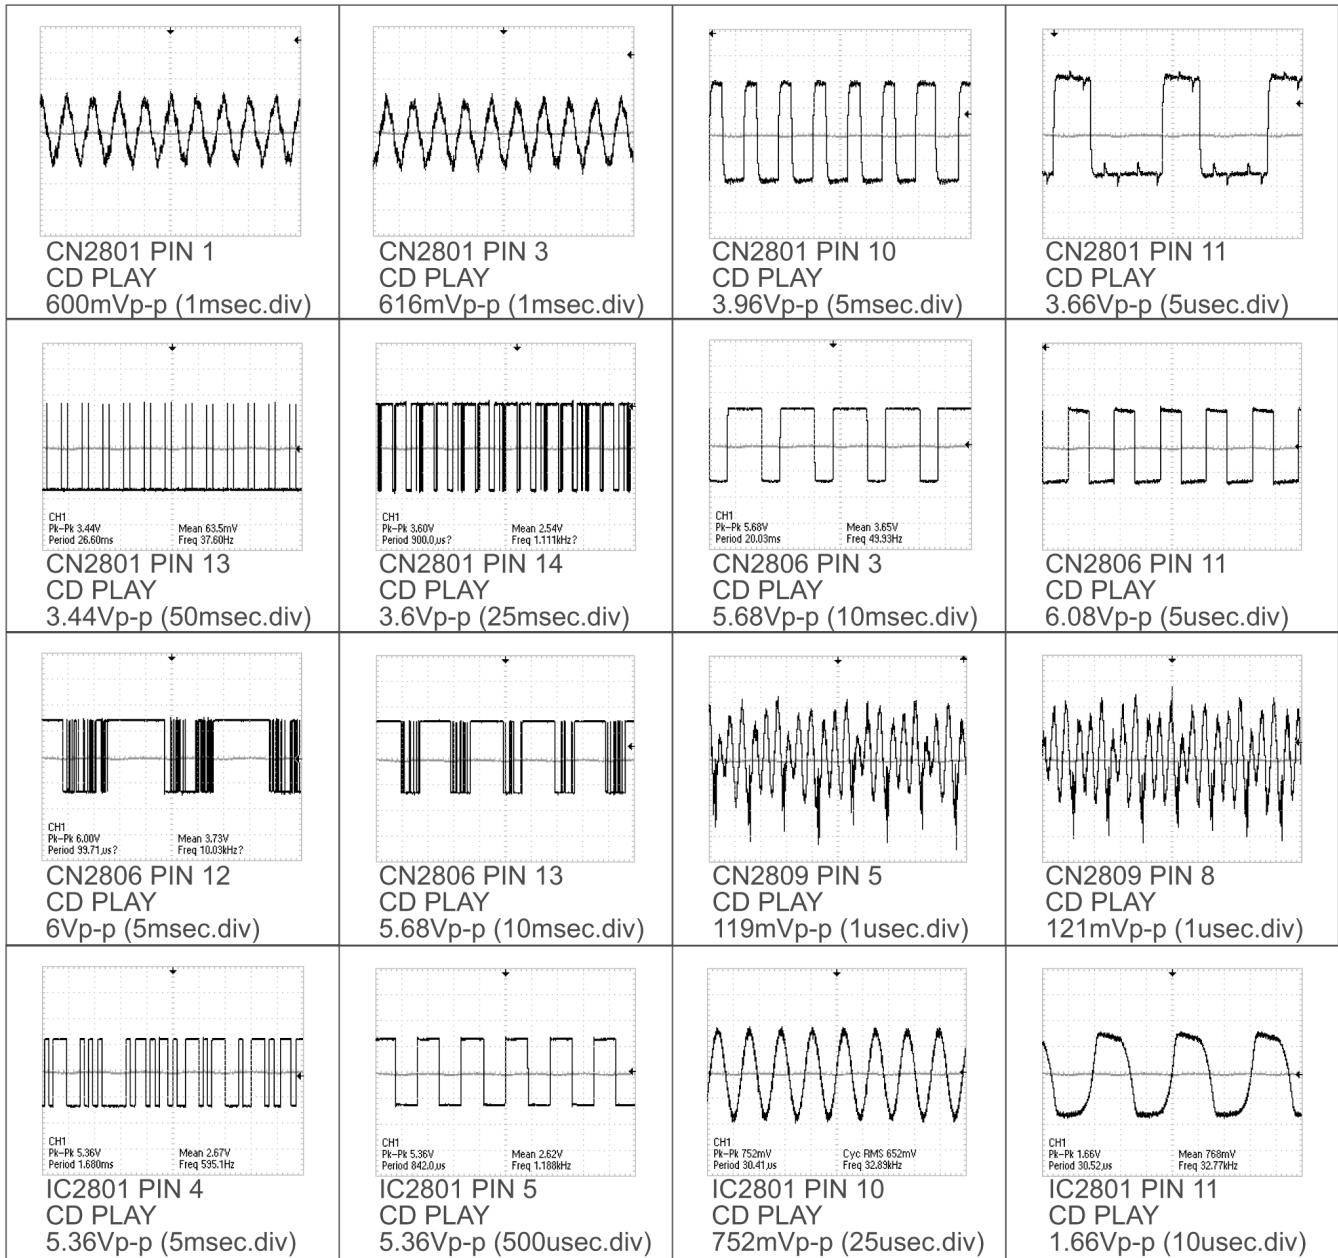 CN2801 PIN 1
CD PLAY
600mVp-p (1msec.div)
CN2801 PIN 3
CD PLAY
616mVp-p (1msec.div)
CN2801 PIN 10
CD PLAY
3.96Vp-p (5msec.div)
CN2801 PIN 11
CD PLAY
3.66Vp-p (5usec.div)
CH1
Pk-Pk 3.44V Mean 63.5mV
Period 26.60ms Freq 37.60Hz
CN2801 PIN 13
CD PLAY
3.44Vp-p (50msec.div)
CH1
Pk-Pk 3.60V Mean 2.54V
Period 900.0µs? Freq 1.111kHz?
CN2801 PIN 14
CD PLAY
3.6Vp-p (25msec.div)
CH1
Pk-Pk 5.68V Mean 3.65V
Period 20.03ms Freq 49.93Hz
CN2806 PIN 3
CD PLAY
5.68Vp-p (10msec.div)
CN2806 PIN 11
CD PLAY
6.08Vp-p (5usec.div)
CH1
Pk-Pk 6.00V Mean 3.73V
Period 99.71µs? Freq 10.03kHz?
CN2806 PIN 12
CD PLAY
6Vp-p (5msec.div)
CN2806 PIN 13
CD PLAY
5.68Vp-p (10msec.div)
CN2809 PIN 5
CD PLAY
119mVp-p (1usec.div)
CN2809 PIN 8
CD PLAY
121mVp-p (1usec.div)
CH1
Pk-Pk 5.36V Mean 2.67V
Period 1.680ms Freq 595.1Hz
IC2801 PIN 4
CD PLAY
5.36Vp-p (5msec.div)
CH1
Pk-Pk 5.36V Mean 2.62V
Period 842.0µs Freq 1.188kHz
IC2801 PIN 5
CD PLAY
5.36Vp-p (500usec.div)
CH1
Pk-Pk 752mV Cyc RMS 652mV
Period 30.41µs Freq 32.89kHz
IC2801 PIN 10
CD PLAY
752mVp-p (25usec.div)
CH1
Pk-Pk 1.66V Mean 768mV
Period 30.52µs Freq 32.77kHz
IC2801 PIN 11
CD PLAY
1.66Vp-p (10usec.div)